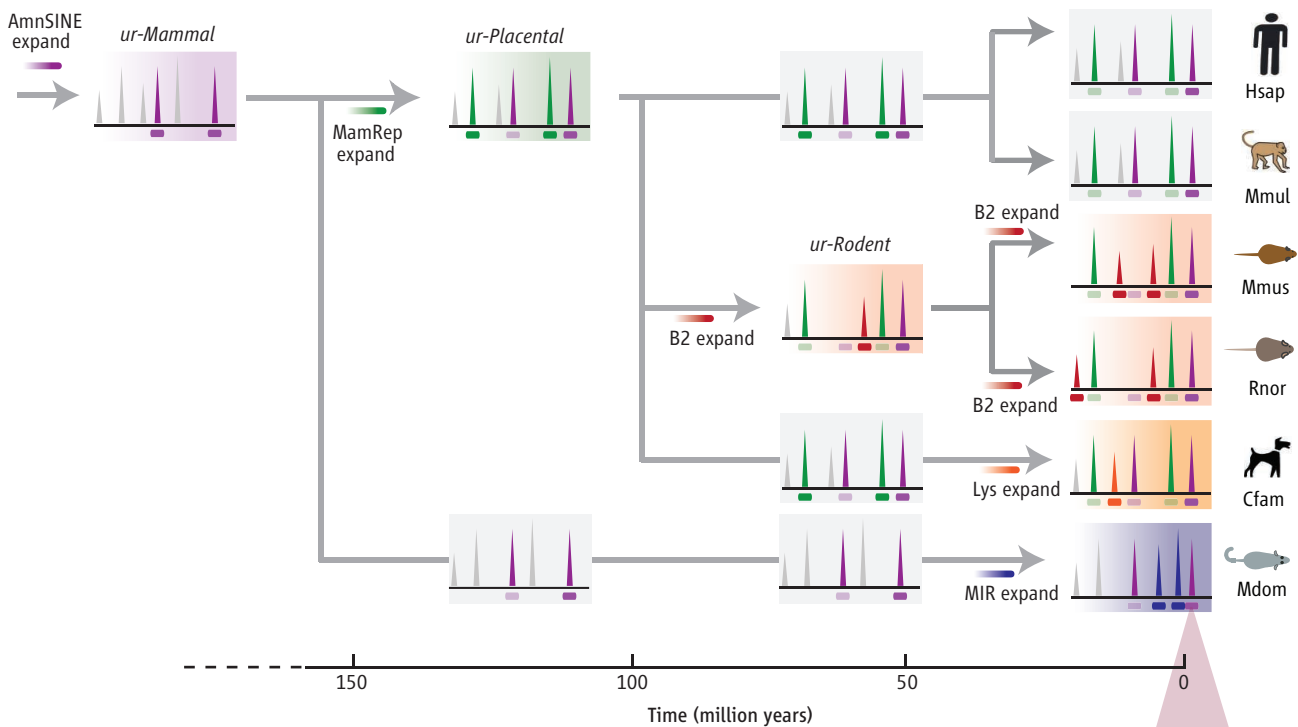 AmnSINE
expand
ur-Mammal
MamRep
expand
ur-Placental
Hsap
Mmul
B2 expand
ur-Rodent
B2 expand
Mmus
B2 expand
Rnor
Lys expand
Cfam
MIR expand
Mdom
150
100
50
0
Time (million years)